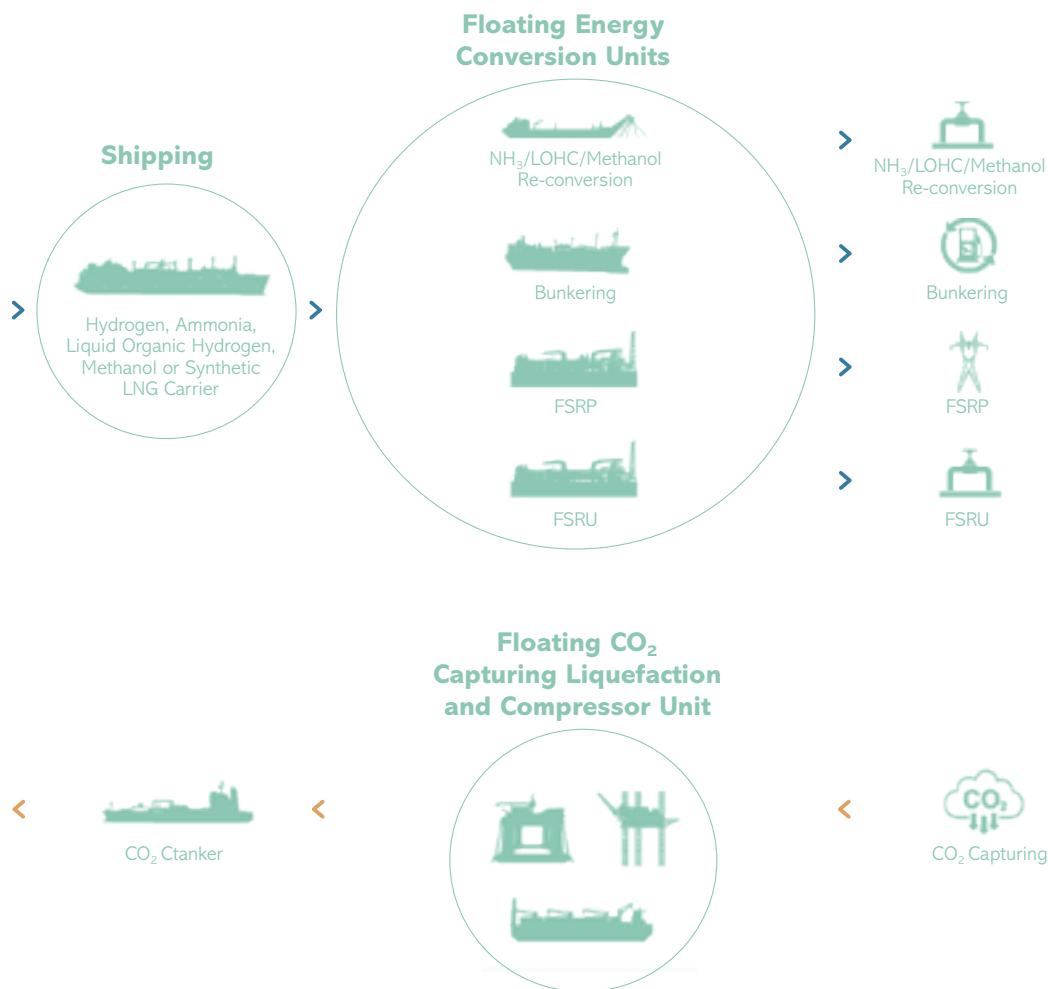 Floating Energy
Conversion Units
Shipping
Hydrogen, Ammonia,
Liquid Organic Hydrogen,
Methanol or Synthetic
LNG Carrier
NH₃/LOHC/Methanol
Re-conversion
Bunkering
FSRP
FSRU
NH₃/LOHC/Methanol
Re-conversion
Bunkering
FSRP
FSRU
Floating CO₂
Capturing Liquefaction
and Compressor Unit
CO₂ Ctanker
CO₂
CO₂ Capturing